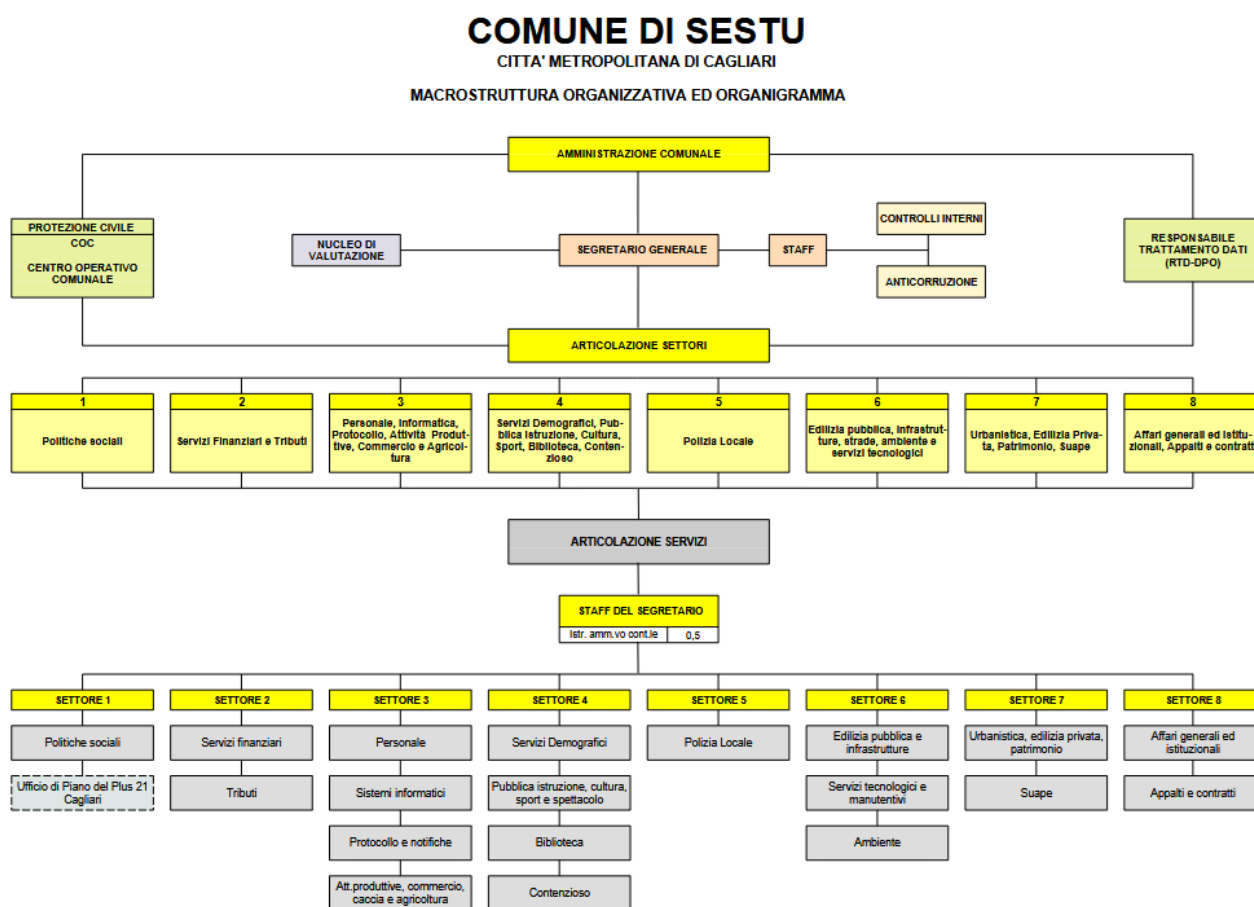 COMUNE DI SESTU
CITTA' METROPOLITANA DI CAGLIARI
MACROSTRUTTURA ORGANIZZATIVA ED ORGANIGRAMMA
AMMINISTRAZIONE COMUNALE
PROTEZIONE CIVILE
COC
CENTRO OPERATIVO
COMUNALE
NUCLEO DI
VALUTAZIONE
SEGRETARIO GENERALE
STAFF
CONTROLLI INTERNI
ANTICORRUZIONE
RESPONSABILE
TRATTAMENTO DATI
(RTD-DPO)
ARTICOLAZIONE SETTORI
1
Politiche sociali
2
Servizi Finanziari e Tributi
3
Personale, Informatica,
Protocollo, Attività Produt-
tive, Commercio e Agricol-
tura
4
Servizi Demografici, Pub-
blica Istruzione, Cultura,
Sport, Biblioteca, Conten-
zioso
5
Polizia Locale
6
Edilizia pubblica, Infrastrut-
ture, strade, ambiente e
servizi tecnologici
7
Urbanistica, Edilizia Priva-
ta, Patrimonio, Suape
8
Affari generali ed istitu-
zionali, Appalti e contratti
ARTICOLAZIONE SERVIZI
STAFF DEL SEGRETARIO
Istr. amm.vo cont.le 0,5
SETTORE 1
Politiche sociali
Ufficio di Piano del Plus 21
Cagliari
SETTORE 2
Servizi finanziari
Tributi
SETTORE 3
Personale
Sistemi informatici
Protocollo e notifiche
Att.produttive, commercio,
caccia e agricoltura
SETTORE 4
Servizi Demografici
Pubblica istruzione, cultura,
sport e spettacolo
Biblioteca
Contenzioso
SETTORE 5
Polizia Locale
SETTORE 6
Edilizia pubblica e
infrastrutture
Servizi tecnologici e
manutentivi
Ambiente
SETTORE 7
Urbanistica, edilizia privata,
patrimonio
Suape
SETTORE 8
Affari generali ed
istituzionali
Appalti e contratti